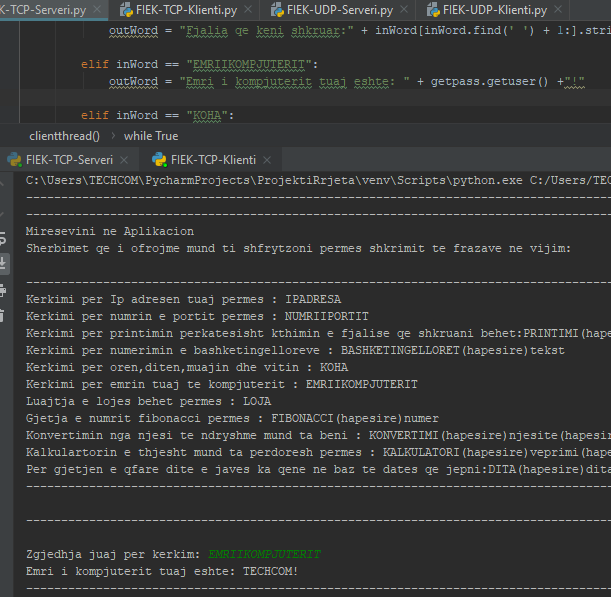 K-TCP-Serveri.py FIEK-TCP-Klienti.py FIEK-UDP-Serveri.py FIEK-UDP-Klienti.py
outWord = "Fjalia qe keni shkruar:" + inWord[inWord.find(' ') + 1:].stri
elif inWord == "EMRIIKOMPJUTERIT":
outWord = "Emri i kompjuterit tuaj eshte: " + getpass.getuser() +"!"
elif inWord == "KOHA":
clientthread() while True
FIEK-TCP-Serveri FIEK-TCP-Klienti
C:\Users\TECHCOM\PycharmProjects\ProjektiRrjeta\venv\Scripts\python.exe C:/Users/TEC
Miresevini ne Aplikacion
Sherbimet qe i ofrojme mund ti shfrytzoni permes shkrimit te frazave ne vijim:
Kerkimi per Ip adresen tuaj permes : IPADRESA
Kerkimi per numrin e portit permes : NUMRIIPORTIT
Kerkimi per printimin perkatesisht kthimin e fjalise qe shkruani behet:PRINTIMI(hape
Kerkimi per numerimin e bashketingelloreve : BASHKETINGELLORET(hapesire)tekst
Kerkimi per oren,diten,muajin dhe vitin : KOHA
Kerkimi per emrin tuaj te kompjuterit : EMRIIKOMPJUTERIT
Luajtja e lojes behet permes : LOJA
Gjetja e numrit fibonacci permes : FIBONACCI(hapesire)numer
Konvertimin nga njesi te ndryshme mund ta beni : KONVERTIMI(hapesire)njesite(hapesir
Kalkulartorin e thjesht mund ta perdoresh permes : KALKULATORI(hapesire)veprimi(hape
Per gjetjen e qfare dite e javes ka qene ne baz te dates qe jepni:DITA(hapesire)dita
Zgjedhja juaj per kerkim: EMRIIKOMPJUTERIT
Emri i kompjuterit tuaj eshte: TECHCOM!